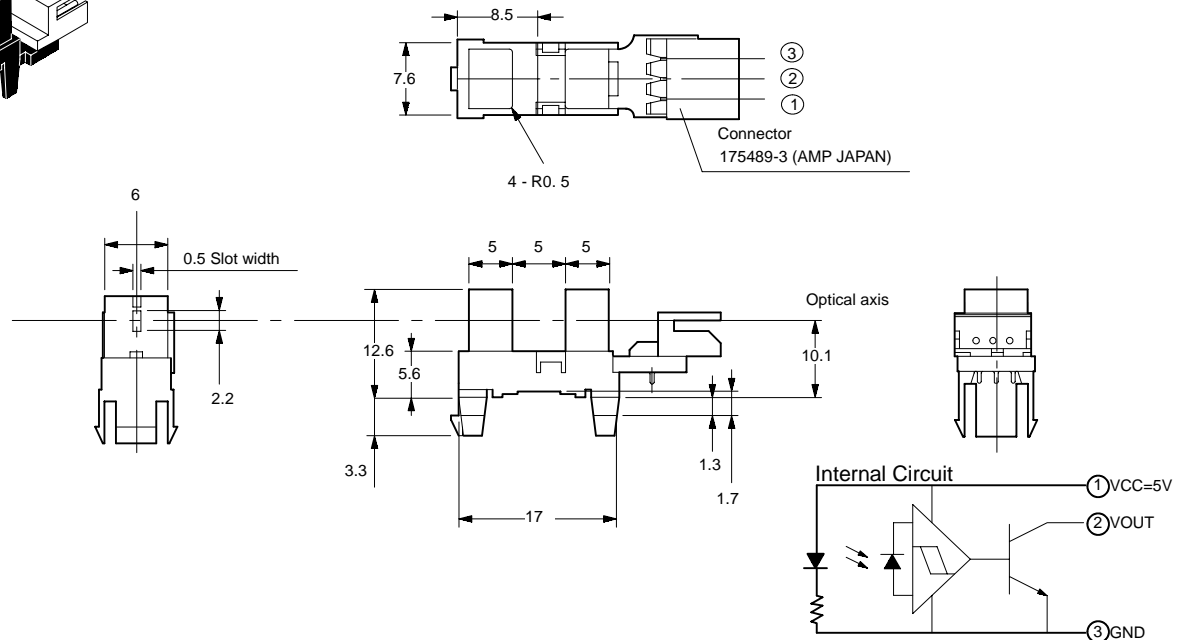 8.5
7.6
③
②
①
Connector
175489-3 (AMP JAPAN)
4 - R0. 5
6
0.5 Slot width
2.2
5 5 5
Optical axis
12.6
5.6
10.1
3.3
1.3
1.7
17
Internal Circuit
①VCC=5V
②VOUT
③GND